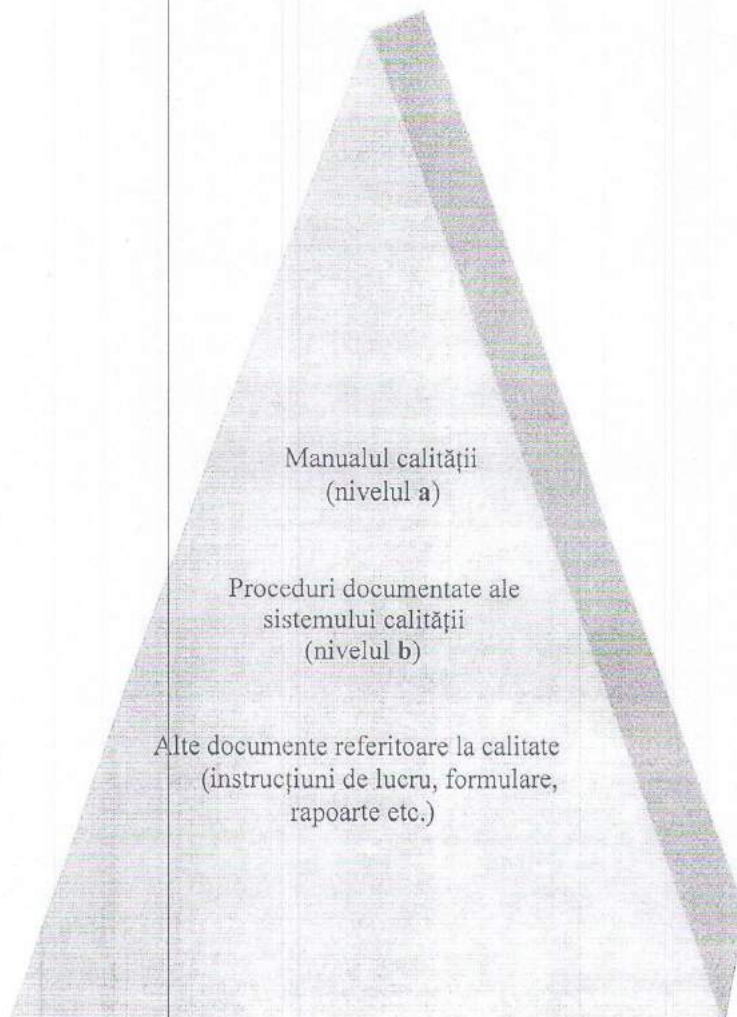 Manualul calității
(nivelul a)
Proceduri documentate ale
sistemului calității
(nivelul b)
Alte documente referitoare la calitate
(instrucțiuni de lucru, formulare,
rapoarte etc.)